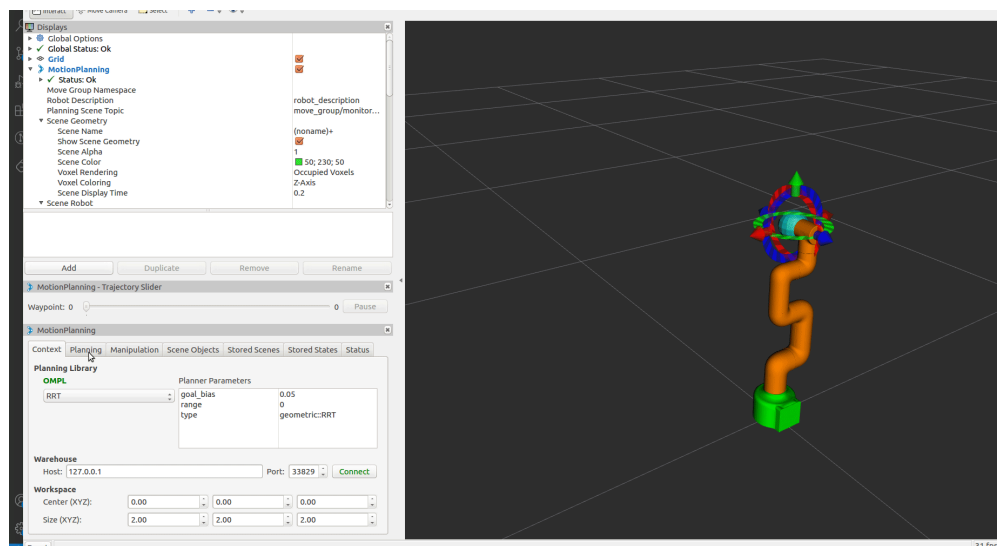 Interact Move Camera Select
Displays
Global Options
Global Status: Ok
Grid
MotionPlanning
Status: Ok
Move Group Namespace
Robot Description robot_description
Planning Scene Topic move_group/monitor...
Scene Geometry
Scene Name (noname)+
Show Scene Geometry
Scene Alpha 1
Scene Color 50; 230; 50
Voxel Rendering Occupied Voxels
Voxel Coloring Z-Axis
Scene Display Time 0.2
Scene Robot
Add Duplicate Remove Rename
MotionPlanning - Trajectory Slider
Waypoint: 0 0 Pause
MotionPlanning
Context Planning Manipulation Scene Objects Stored Scenes Stored States Status
Planning Library
OMPL Planner Parameters
RRT goal_bias 0.05
range 0
type geometric::RRT
Warehouse
Host: 127.0.0.1 Port: 33829 Connect
Workspace
Center (XYZ): 0.00 0.00 0.00
Size (XYZ): 2.00 2.00 2.00
31 fps